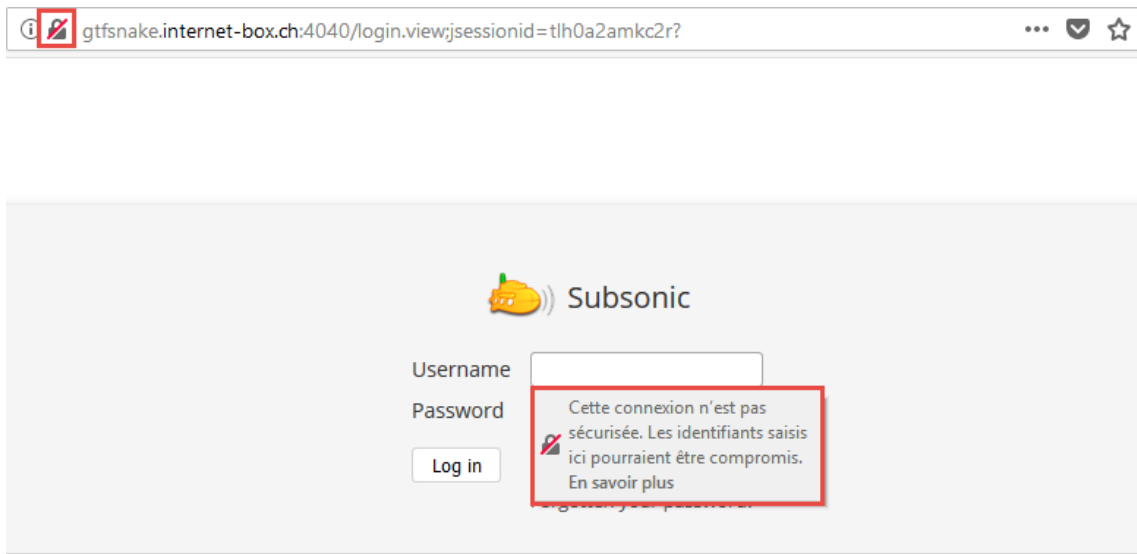 gtfsnake.internet-box.ch:4040/login.view;jsessionid=tlh0a2amkc2r?
Subsonic
Username
Password
Cette connexion n'est pas
sécurisée. Les identifiants saisis
ici pourraient être compromis.
En savoir plus
Log in